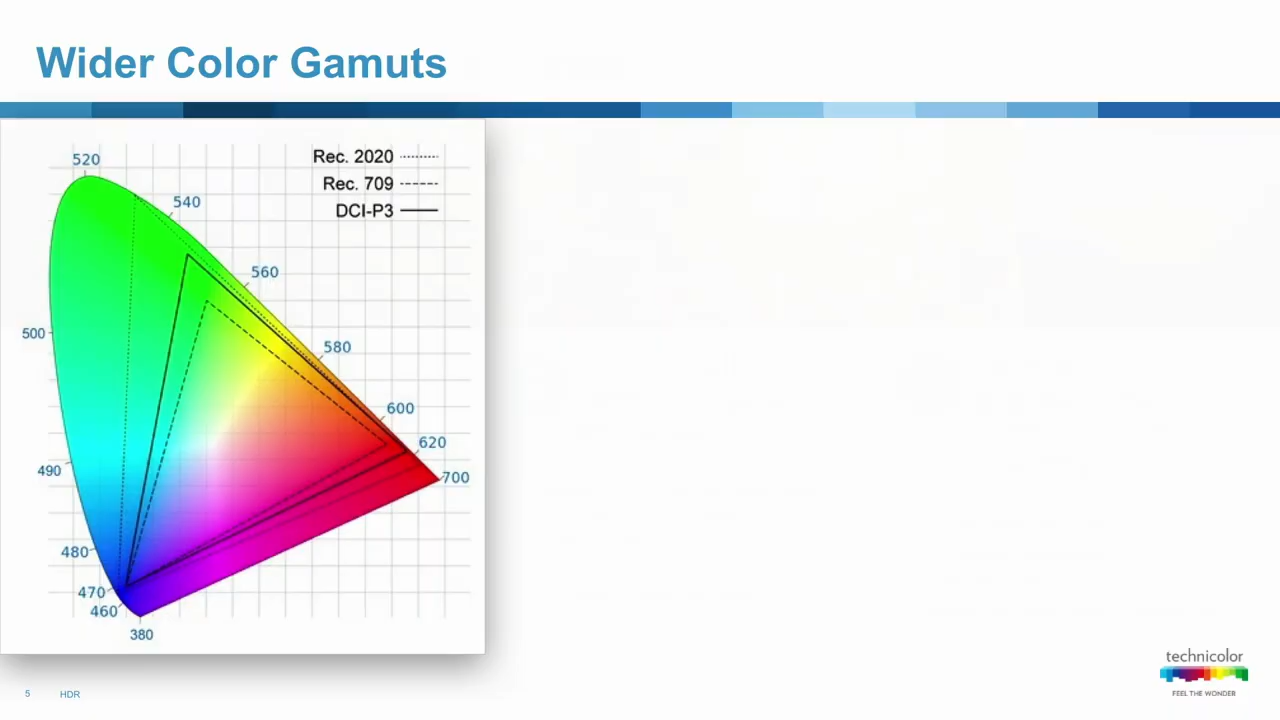 Wider Color Gamuts
Rec. 2020
Rec. 709
DCI-P3
520
540
560
500
580
600
620
490
700
480
470
460
380
technicolor
FEEL THE WONDER
5 HDR